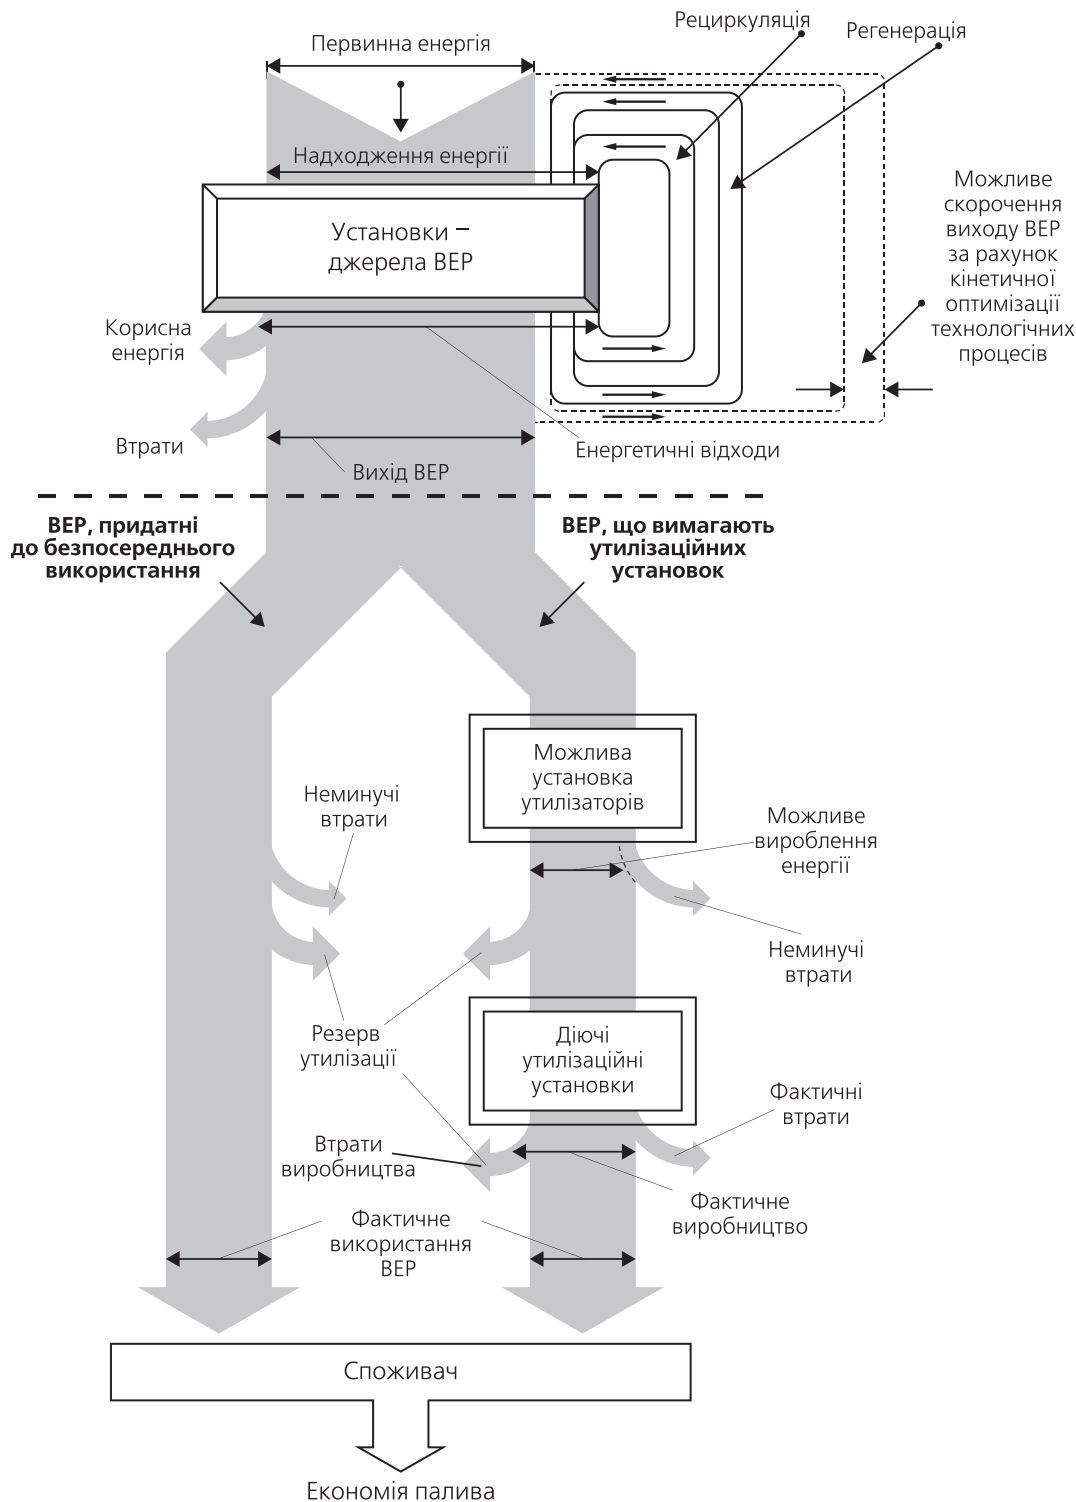 Рециркуляція
Регенерація
Первинна енергія
Надходження енергії
Установки –
джерела ВЕР
Можливе
скорочення
виходу ВЕР
за рахунок
кінетичної
оптимізації
технологічних
процесів
Корисна
енергія
Втрати
Енергетичні відходи
Вихід ВЕР
ВЕР, придатні
до безпосереднього
використання
ВЕР, що вимагають
утилізаційних
установок
Можлива
установка
утилізаторів
Неминучі
втрати
Можливе
вироблення
енергії
Неминучі
втрати
Резерв
утилізації
Діючі
утилізаційні
установки
Фактичні
втрати
Втрати
виробництва
Фактичне
виробництво
Фактичне
використання
ВЕР
Споживач
Економія палива